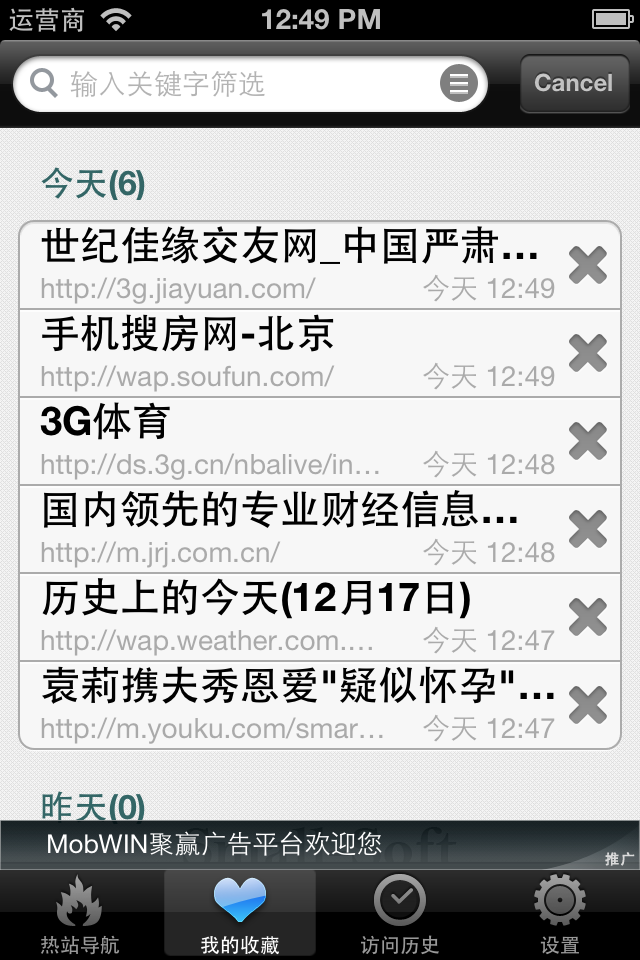 运营商 12:49 PM
输入关键字筛选 Cancel
今天(6)
世纪佳缘交友网_中国严肃...
http://3g.jiayuan.com/ 今天 12:49
手机搜房网-北京
http://wap.soufun.com/ 今天 12:49
3G体育
http://ds.3g.cn/nbalive/in... 今天 12:48
国内领先的专业财经信息...
http://m.jrj.com.cn/ 今天 12:48
历史上的今天(12月17日)
http://wap.weather.com.... 今天 12:47
袁莉携夫秀恩爱"疑似怀孕"...
http://m.youku.com/smar... 今天 12:47
昨天(0)
MobWIN聚赢广告平台欢迎您
推广
热站导航 我的收藏 访问历史 设置